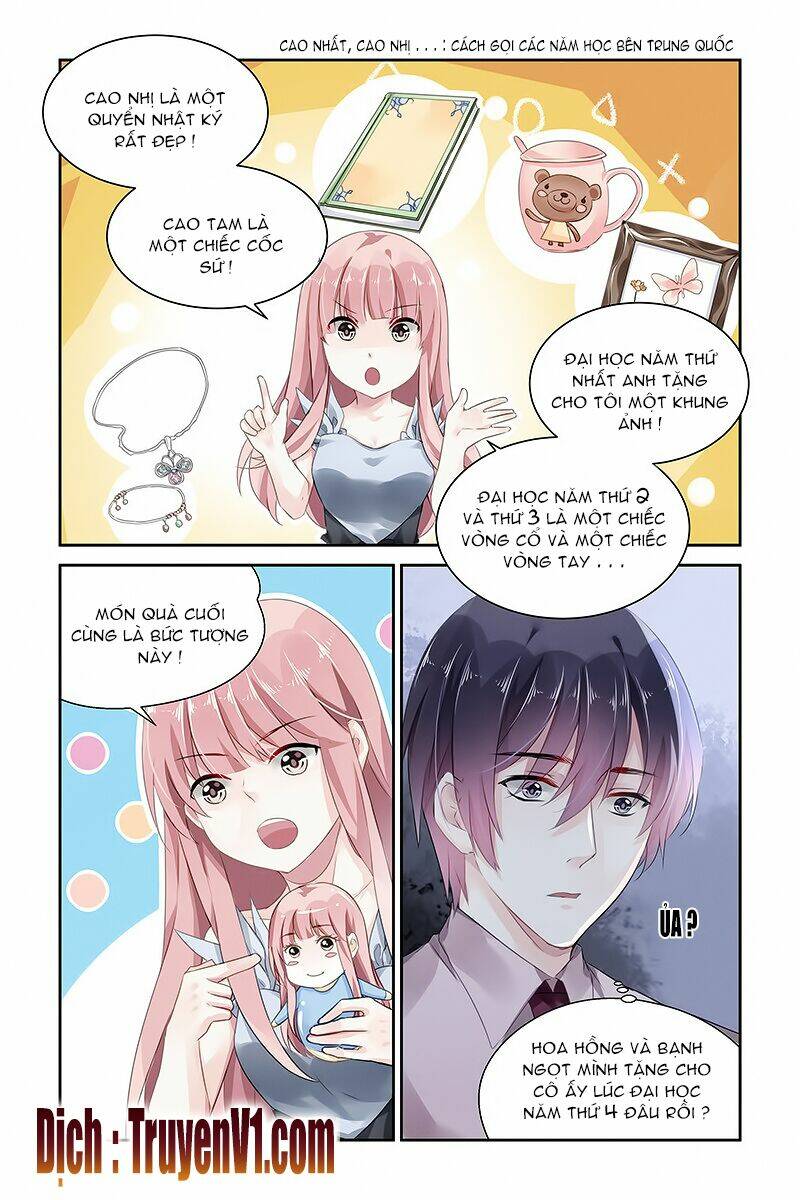 CAO NHẤT, CAO NHỊ . . . : CÁCH GỌI CÁC NĂM HỌC BÊN TRUNG QUỐC
CAO NHỊ LÀ MỘT
QUYỂN NHẬT KÝ
RẤT ĐẸP !
CAO TAM LÀ
MỘT CHIẾC CỐC
SỨ !
ĐẠI HỌC NĂM THỨ
NHẤT ANH TẶNG
CHO TÔI MỘT KHUNG
ẢNH !
ĐẠI HỌC NĂM THỨ 2
VÀ THỨ 3 LÀ MỘT CHIẾC
VÒNG CỔ VÀ MỘT CHIẾC
VÒNG TAY . . .
MÓN QUÀ CUỐI
CÙNG LÀ BỨC TƯỢNG
NÀY !
ỦA ?
HOA HỒNG VÀ BẠNH
NGỌT MÌNH TẶNG CHO
CÔ ẤY LÚC ĐẠI HỌC
NĂM THỨ 4 ĐÂU RỒI ?
Dịch : TruyenV1.com